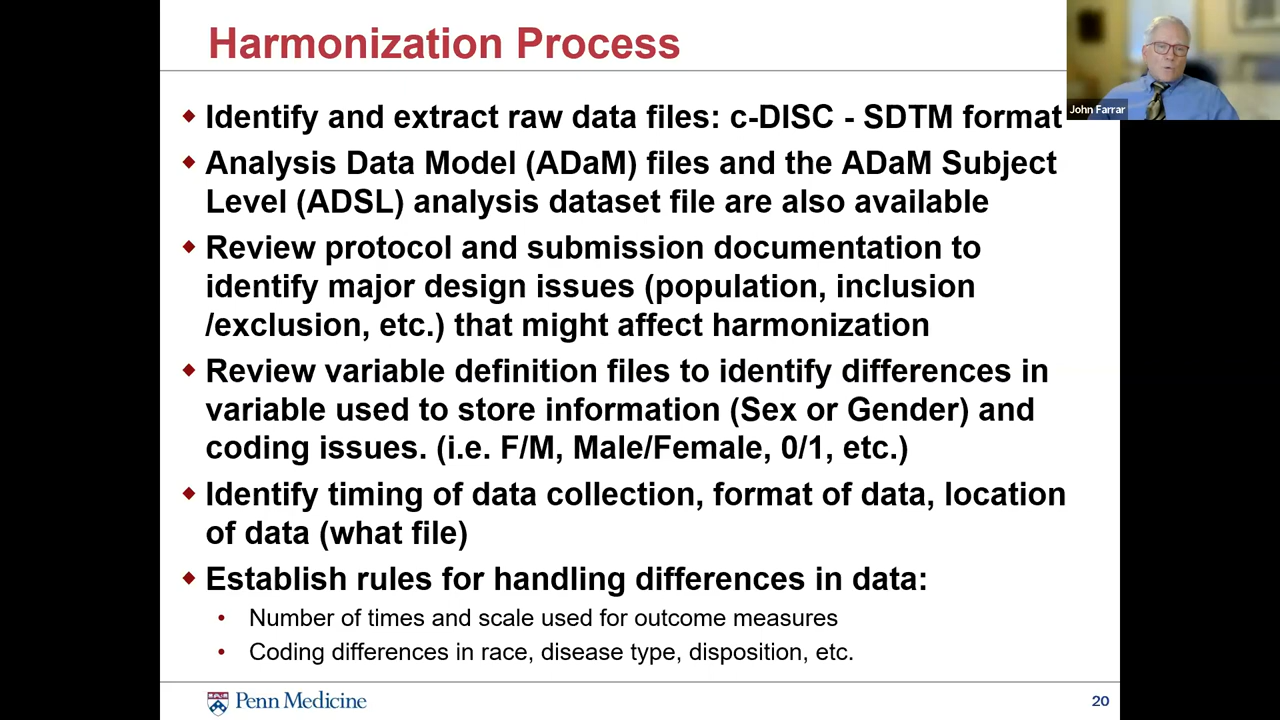 Harmonization Process
John Farrar
Identify and extract raw data files: c-DISC - SDTM format
Analysis Data Model (ADaM) files and the ADaM Subject
Level (ADSL) analysis dataset file are also available
Review protocol and submission documentation to
identify major design issues (population, inclusion
/exclusion, etc.) that might affect harmonization
Review variable definition files to identify differences in
variable used to store information (Sex or Gender) and
coding issues. (i.e. F/M, Male/Female, 0/1, etc.)
Identify timing of data collection, format of data, location
of data (what file)
Establish rules for handling differences in data:
• Number of times and scale used for outcome measures
• Coding differences in race, disease type, disposition, etc.
Penn Medicine
20